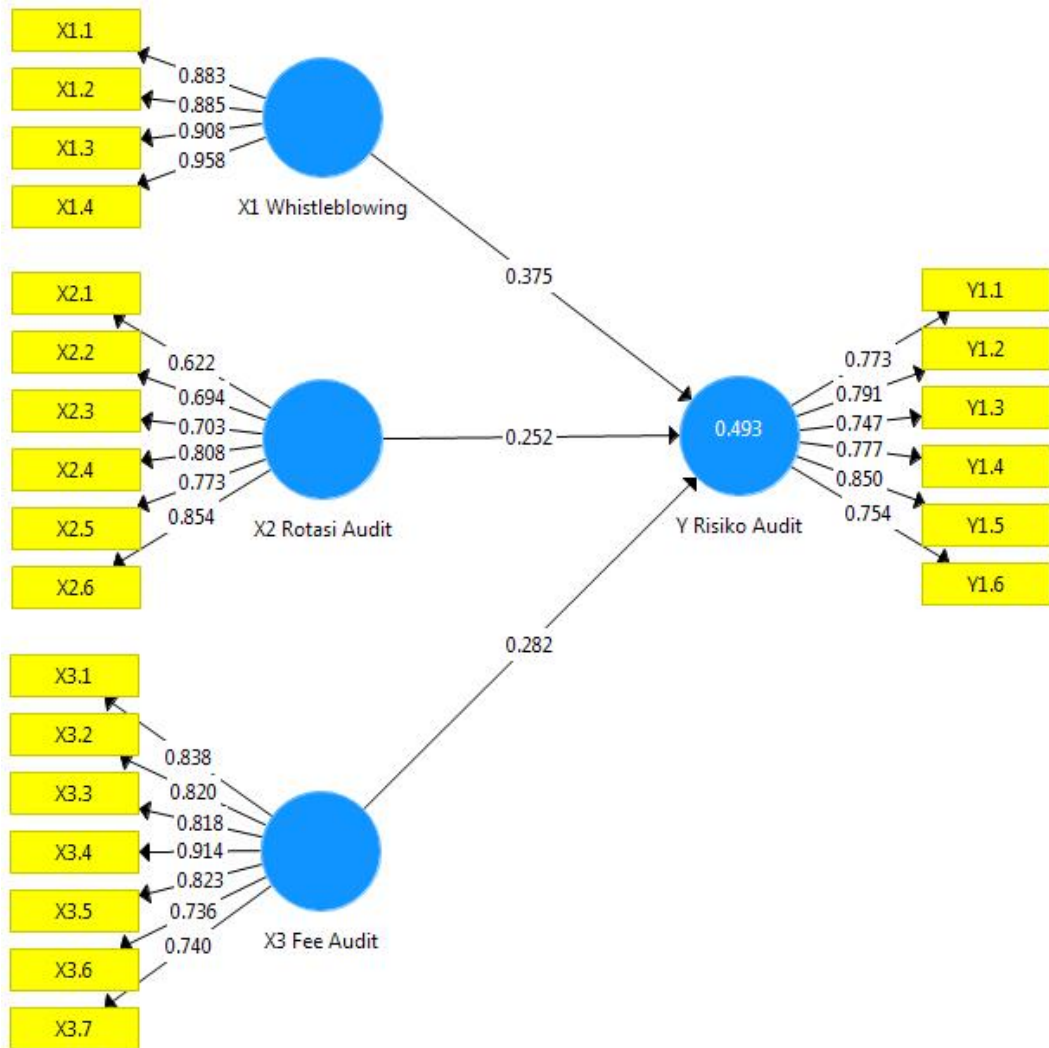 X1.1
X1.2
X1.3
X1.4
0.883
0.885
0.908
0.958
X1 Whistleblowing
0.375
X2.1
X2.2
X2.3
X2.4
X2.5
X2.6
0.622
0.694
0.703
0.808
0.773
0.854
X2 Rotasi Audit
0.252
X3.1
X3.2
X3.3
X3.4
X3.5
X3.6
X3.7
0.838
0.820
0.818
0.914
0.823
0.736
0.740
X3 Fee Audit
0.282
0.493
Y Risiko Audit
0.773
0.791
0.747
0.777
0.850
0.754
Y1.1
Y1.2
Y1.3
Y1.4
Y1.5
Y1.6